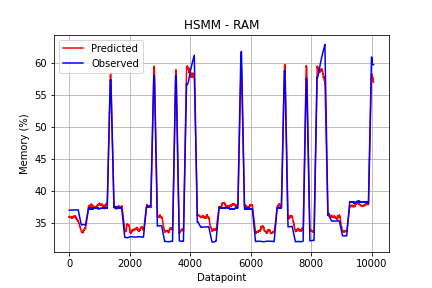 HSMM - RAM
Predicted
Observed
Memory (%)
60
55
50
45
40
35
0
2000
4000
6000
8000
10000
Datapoint